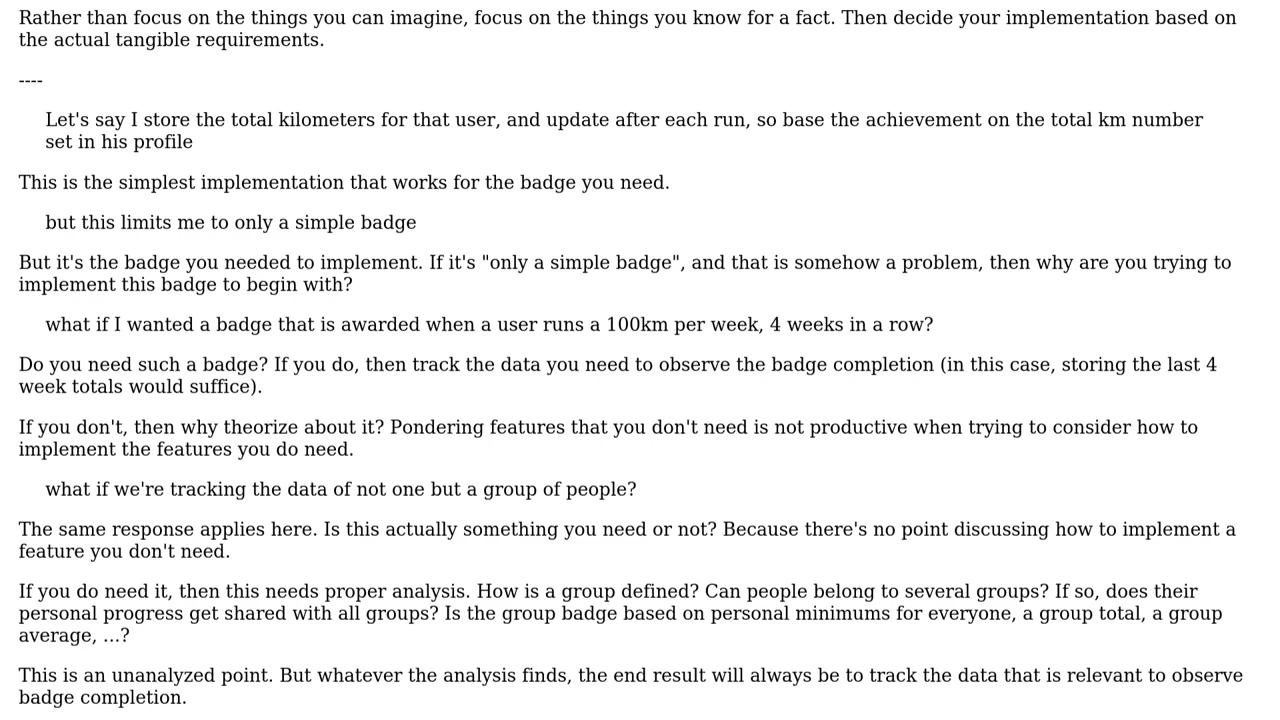 Rather than focus on the things you can imagine, focus on the things you know for a fact. Then decide your implementation based on
the actual tangible requirements.
----
Let's say I store the total kilometers for that user, and update after each run, so base the achievement on the total km number
set in his profile
This is the simplest implementation that works for the badge you need.
but this limits me to only a simple badge
But it's the badge you needed to implement. If it's "only a simple badge", and that is somehow a problem, then why are you trying to
implement this badge to begin with?
what if I wanted a badge that is awarded when a user runs a 100km per week, 4 weeks in a row?
Do you need such a badge? If you do, then track the data you need to observe the badge completion (in this case, storing the last 4
week totals would suffice).
If you don't, then why theorize about it? Pondering features that you don't need is not productive when trying to consider how to
implement the features you do need.
what if we're tracking the data of not one but a group of people?
The same response applies here. Is this actually something you need or not? Because there's no point discussing how to implement a
feature you don't need.
If you do need it, then this needs proper analysis. How is a group defined? Can people belong to several groups? If so, does their
personal progress get shared with all groups? Is the group badge based on personal minimums for everyone, a group total, a group
average, ...?
This is an unanalyzed point. But whatever the analysis finds, the end result will always be to track the data that is relevant to observe
badge completion.